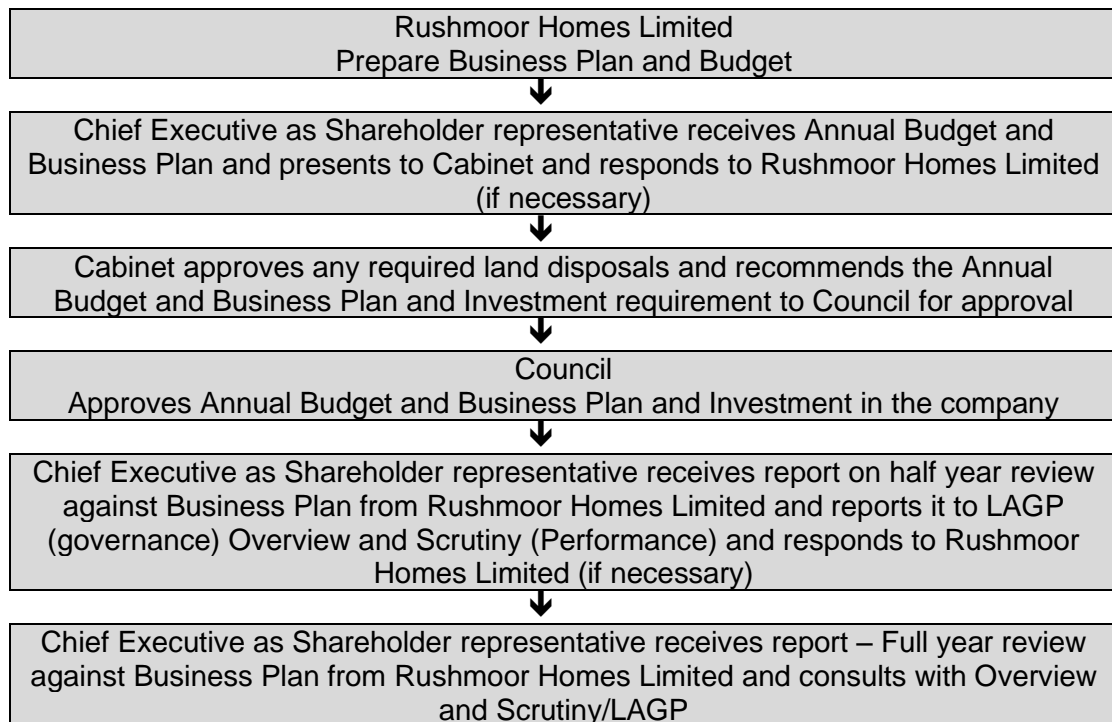 Rushmoor Homes Limited
Prepare Business Plan and Budget
Chief Executive as Shareholder representative receives Annual Budget and
Business Plan and presents to Cabinet and responds to Rushmoor Homes Limited
(if necessary)
Cabinet approves any required land disposals and recommends the Annual
Budget and Business Plan and Investment requirement to Council for approval
Council
Approves Annual Budget and Business Plan and Investment in the company
Chief Executive as Shareholder representative receives report on half year review
against Business Plan from Rushmoor Homes Limited and reports it to LAGP
(governance) Overview and Scrutiny (Performance) and responds to Rushmoor
Homes Limited (if necessary)
Chief Executive as Shareholder representative receives report – Full year review
against Business Plan from Rushmoor Homes Limited and consults with Overview
and Scrutiny/LAGP